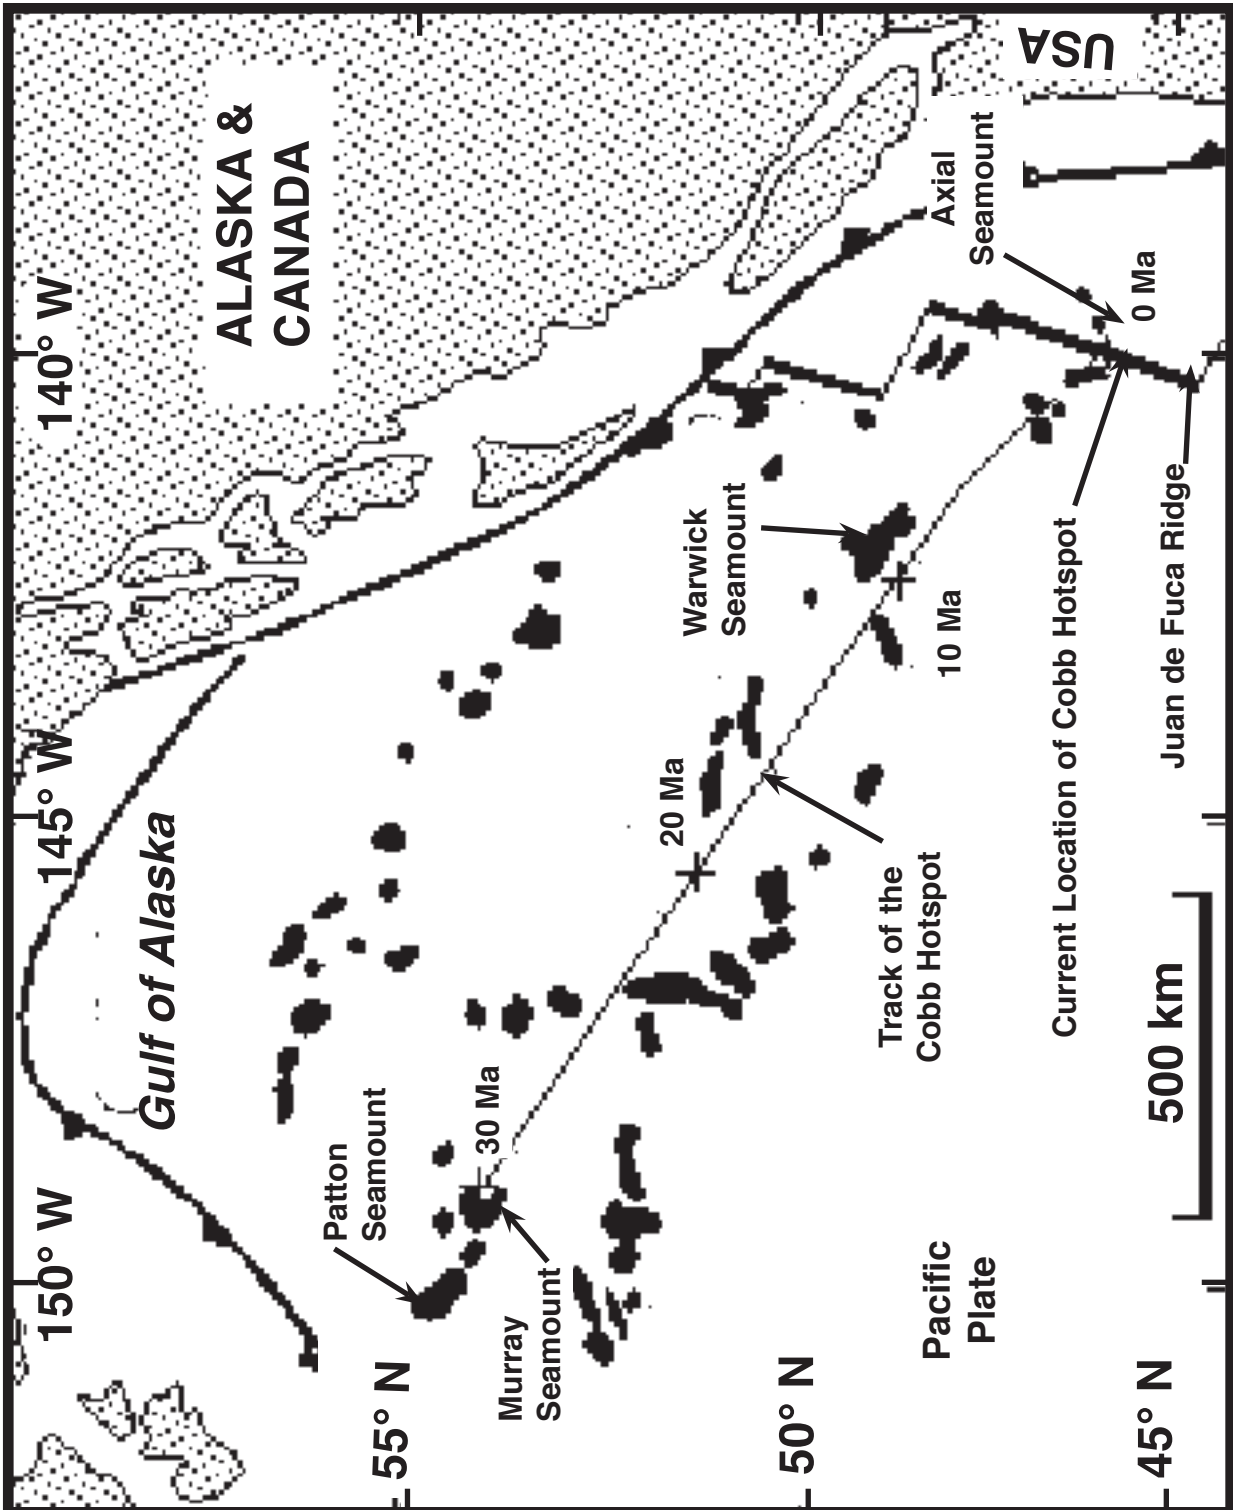 150° W
145° W
140° W
ALASKA &
CANADA
Gulf of Alaska
USA
55° N
Patton
Seamount
30 Ma
Murray
Seamount
20 Ma
Warwick
Seamount
10 Ma
Axial
Seamount
0 Ma
50° N
Track of the
Cobb Hotspot
Pacific
Plate
Current Location of Cobb Hotspot
Juan de Fuca Ridge
45° N
500 km